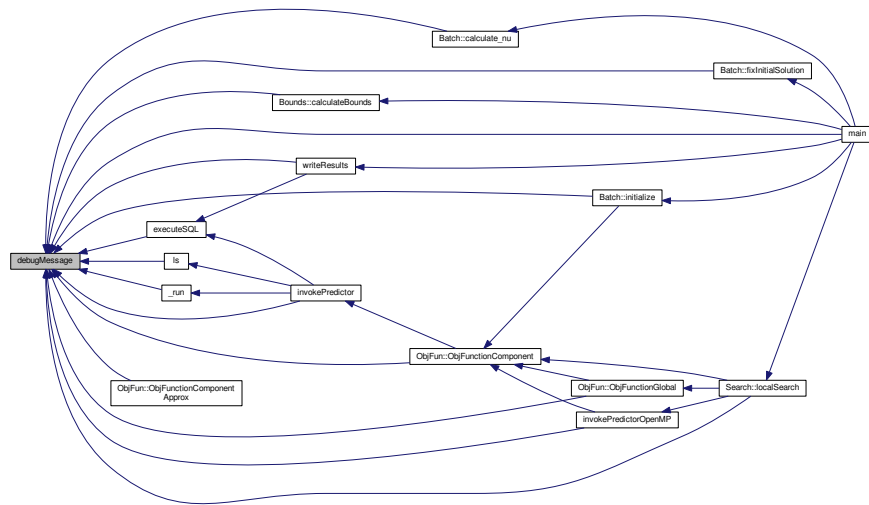 Batch::calculate_nu
Batch::fixInitialSolution
Bounds::calculateBounds
main
writeResults
Batch::initialize
executeSQL
debugMessage
ls
_run
invokePredictor
ObjFun::ObjFunctionComponent
ObjFun::ObjFunctionComponent
Approx
ObjFun::ObjFunctionGlobal
Search::localSearch
invokePredictorOpenMP